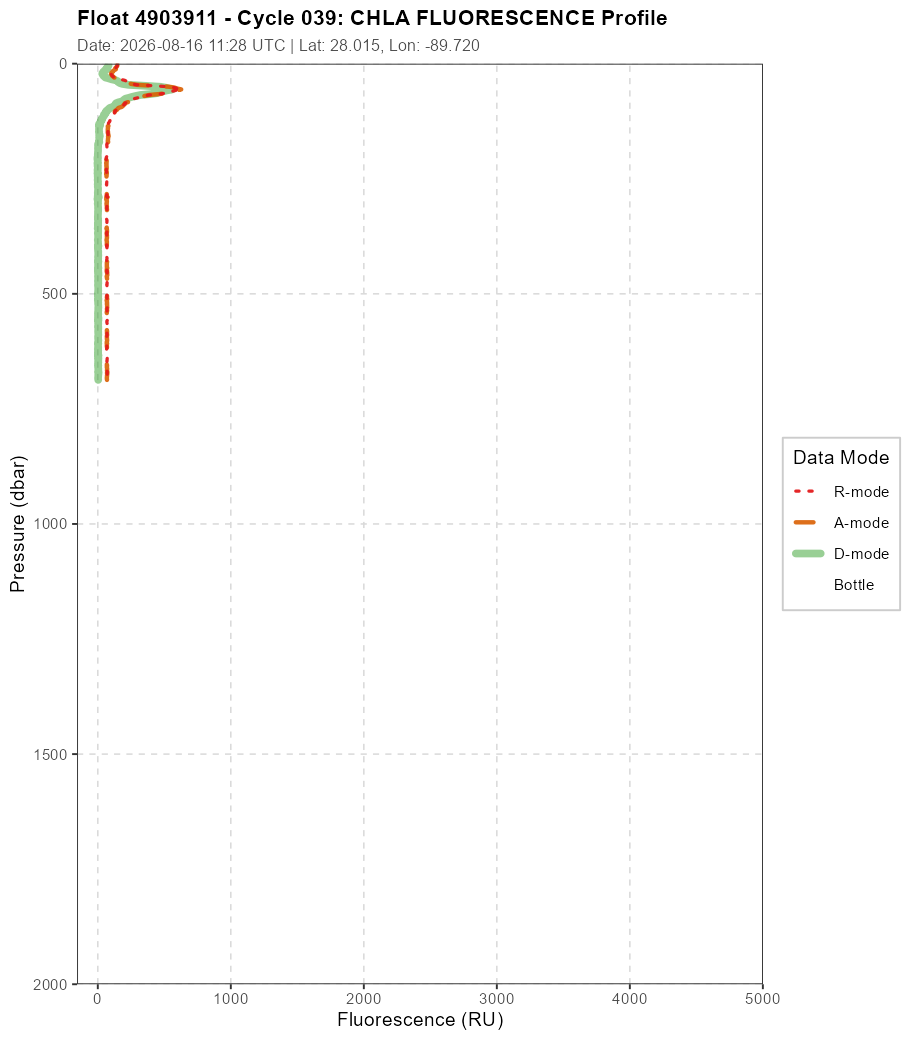 Float 4903911 - Cycle 039: CHLA FLUORESCENCE Profile
Date: 2026-08-16 11:28 UTC | Lat: 28.015, Lon: -89.720
0
500
1000
1500
2000
Pressure (dbar)
0 1000 2000 3000 4000 5000
Fluorescence (RU)
Data Mode
R-mode
A-mode
D-mode
Bottle